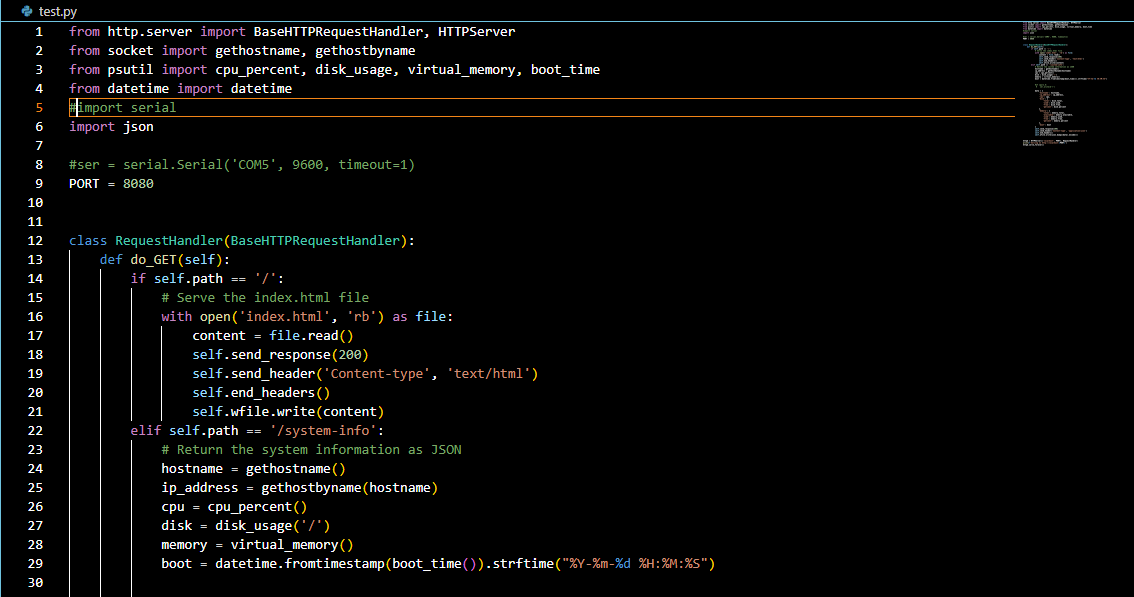 test.py
1 from http.server import BaseHTTPRequestHandler, HTTPServer
2 from socket import gethostname, gethostbyname
3 from psutil import cpu_percent, disk_usage, virtual_memory, boot_time
4 from datetime import datetime
5 #import serial
6 import json
7
8 #ser = serial.Serial('COM5', 9600, timeout=1)
9 PORT = 8080
10
11
12 class RequestHandler(BaseHTTPRequestHandler):
13     def do_GET(self):
14         if self.path == '/':
15             # Serve the index.html file
16             with open('index.html', 'rb') as file:
17                 content = file.read()
18                 self.send_response(200)
19                 self.send_header('Content-type', 'text/html')
20                 self.end_headers()
21                 self.wfile.write(content)
22         elif self.path == '/system-info':
23             # Return the system information as JSON
24             hostname = gethostname()
25             ip_address = gethostbyname(hostname)
26             cpu = cpu_percent()
27             disk = disk_usage('/')
28             memory = virtual_memory()
29             boot = datetime.fromtimestamp(boot_time()).strftime("%Y-%m-%d %H:%M:%S")
30